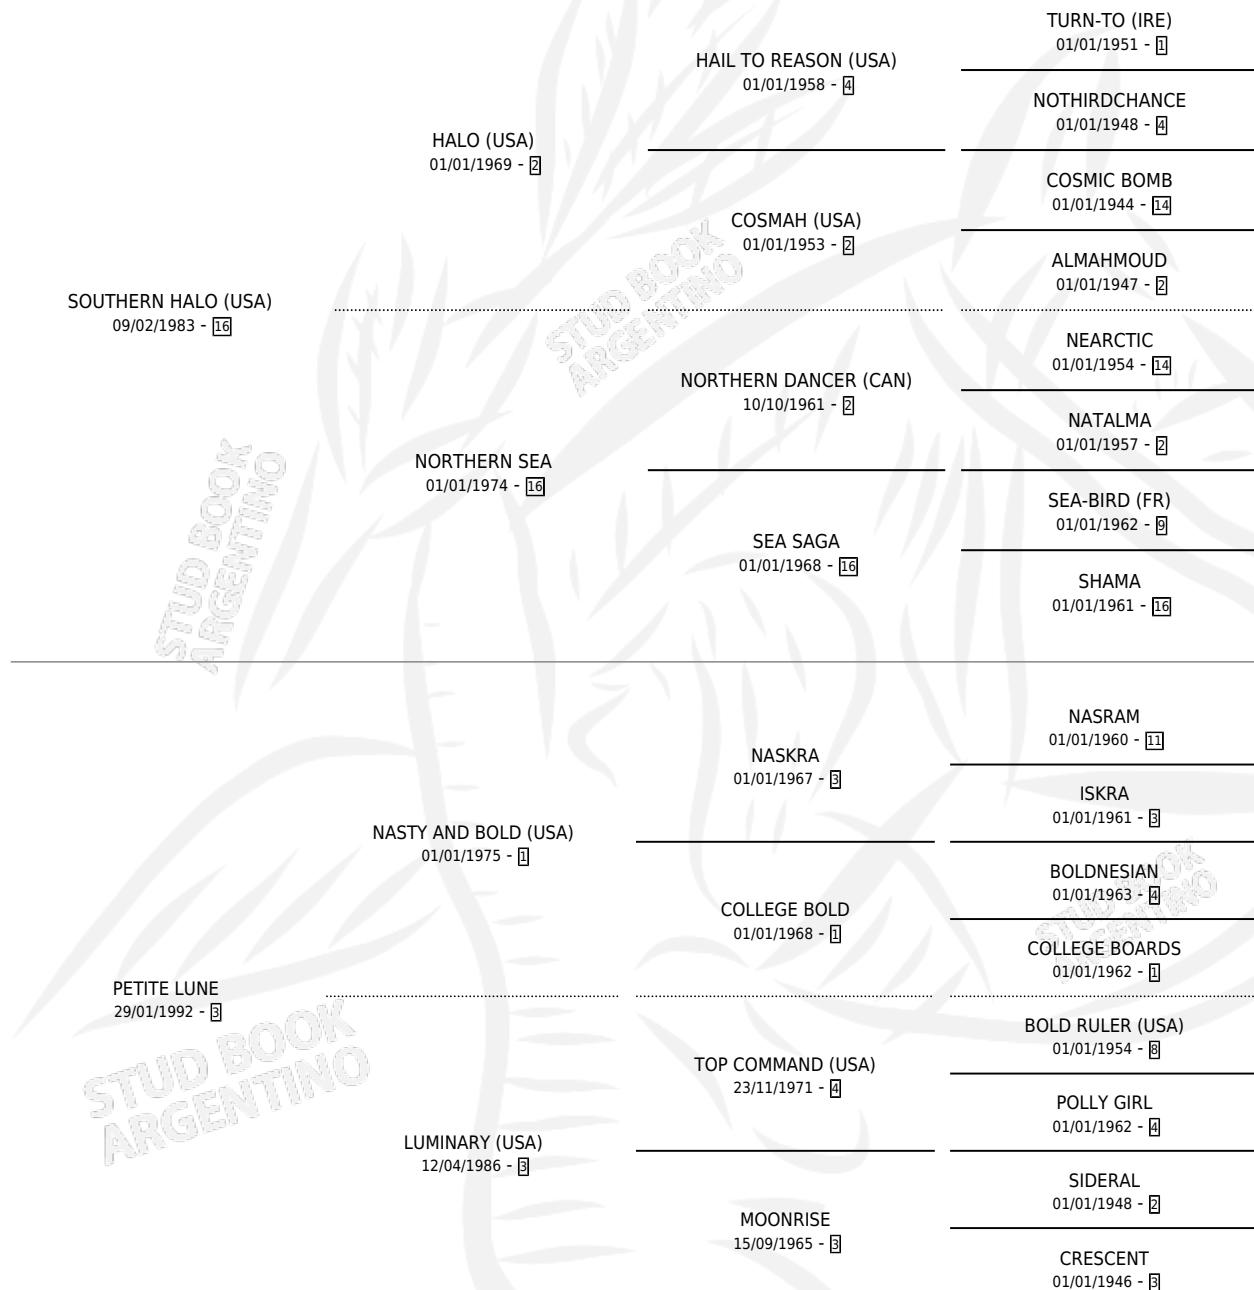 TURN-TO (IRE)
01/01/1951 - 1
HAIL TO REASON (USA)
01/01/1958 - 4
NOTHIRDCHANCE
01/01/1948 - 4
HALO (USA)
01/01/1969 - 2
COSMIC BOMB
01/01/1944 - 14
COSMAH (USA)
01/01/1953 - 2
ALMAHMOUD
01/01/1947 - 2
SOUTHERN HALO (USA)
09/02/1983 - 16
NEARCTIC
01/01/1954 - 14
NORTHERN DANCER (CAN)
10/10/1961 - 2
NATALMA
01/01/1957 - 2
NORTHERN SEA
01/01/1974 - 16
SEA-BIRD (FR)
01/01/1962 - 9
SEA SAGA
01/01/1968 - 16
SHAMA
01/01/1961 - 16
NASRAM
01/01/1960 - 11
NASKRA
01/01/1967 - 3
ISKRA
01/01/1961 - 3
NASTY AND BOLD (USA)
01/01/1975 - 1
BOLDNESIAN
01/01/1963 - 4
COLLEGE BOLD
01/01/1968 - 1
COLLEGE BOARDS
01/01/1962 - 1
PETITE LUNE
29/01/1992 - 3
BOLD RULER (USA)
01/01/1954 - 8
TOP COMMAND (USA)
23/11/1971 - 4
POLLY GIRL
01/01/1962 - 4
LUMINARY (USA)
12/04/1986 - 3
SIDERAL
01/01/1948 - 2
MOONRISE
15/09/1965 - 3
CRESCENT
01/01/1946 - 3
STUD BOOK
ARGENTINO
STUD BOOK
ARGENTINO
STUD BOOK
ARGENTINO
STUD BOOK
ARGENTINO